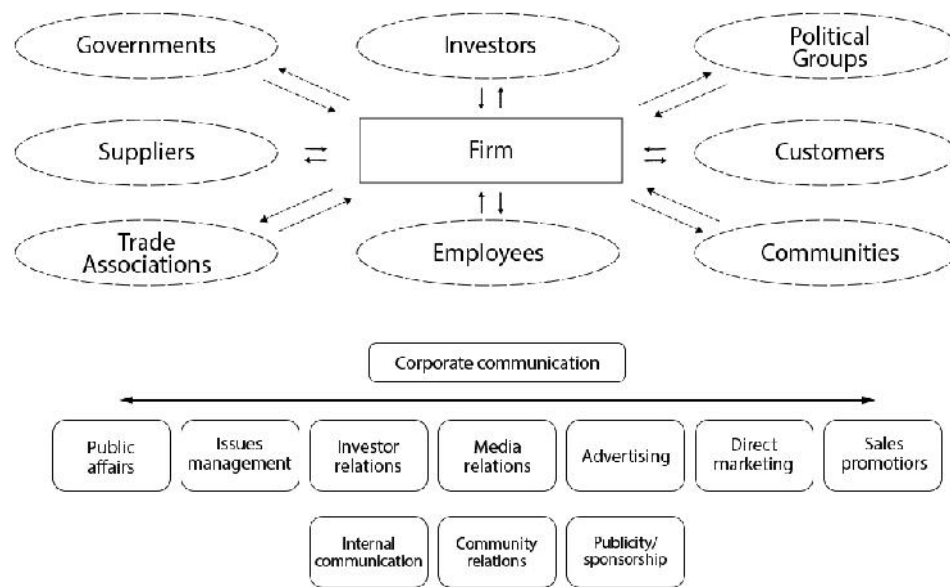 Governments
Investors
Political
Groups
Suppliers
Firm
Customers
Trade
Associations
Employees
Communities
Corporate communication
Public
affairs
Issues
management
Investor
relations
Media
relations
Advertising
Direct
marketing
Sales
promotiors
Internal
communication
Community
relations
Publicity/
sponsorship